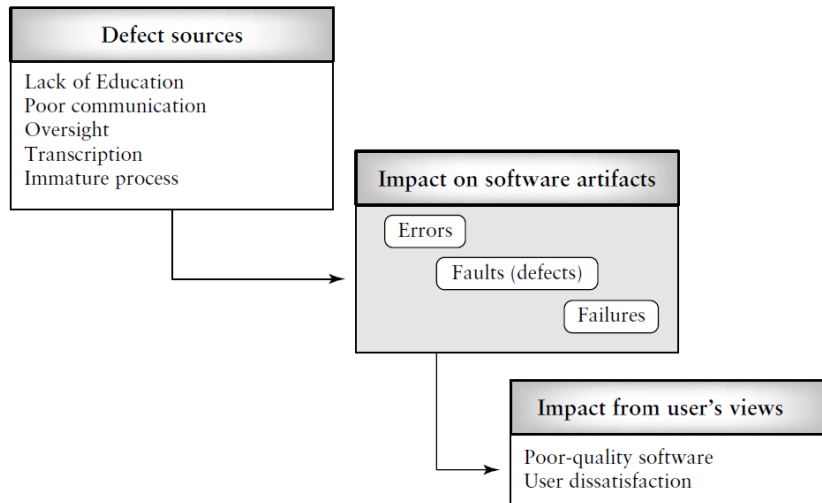 Defect sources
Lack of Education
Poor communication
Oversight
Transcription
Immature process
Impact on software artifacts
Errors
Faults (defects)
Failures
Impact from user's views
Poor-quality software
User dissatisfaction